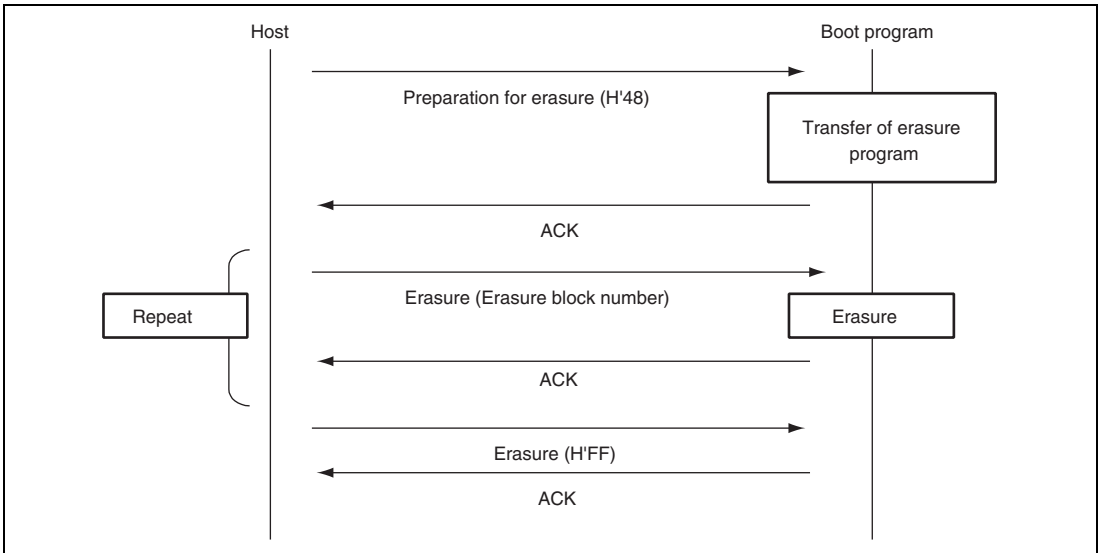 Host
Boot program
Preparation for erasure (H'48)
Transfer of erasure
program
ACK
Erasure (Erasure block number)
Repeat
Erasure
ACK
Erasure (H'FF)
ACK